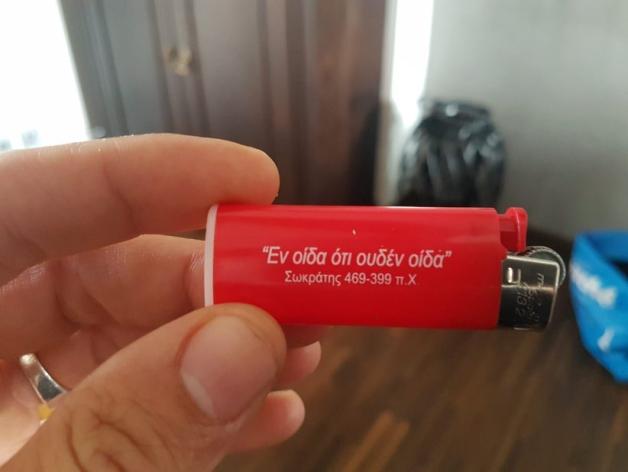 “Εν οίδα ότι ουδέν οίδα”
Σωκράτης 469-399 π.Χ